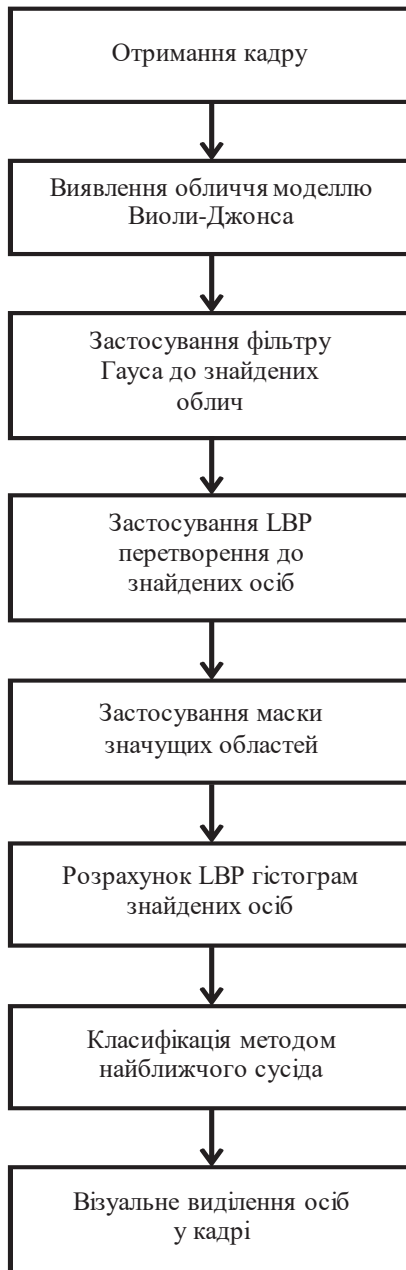 Отримання кадру
Виявлення обличчя моделлю
Виоли-Джонса
Застосування фільтру
Гауса до знайдених
облич
Застосування LBP
перетворення до
знайдених осіб
Застосування маски
значущих областей
Розрахунок LBP гістограм
знайдених осіб
Класифікація методом
найближчого сусіда
Візуальне виділення осіб
у кадрі